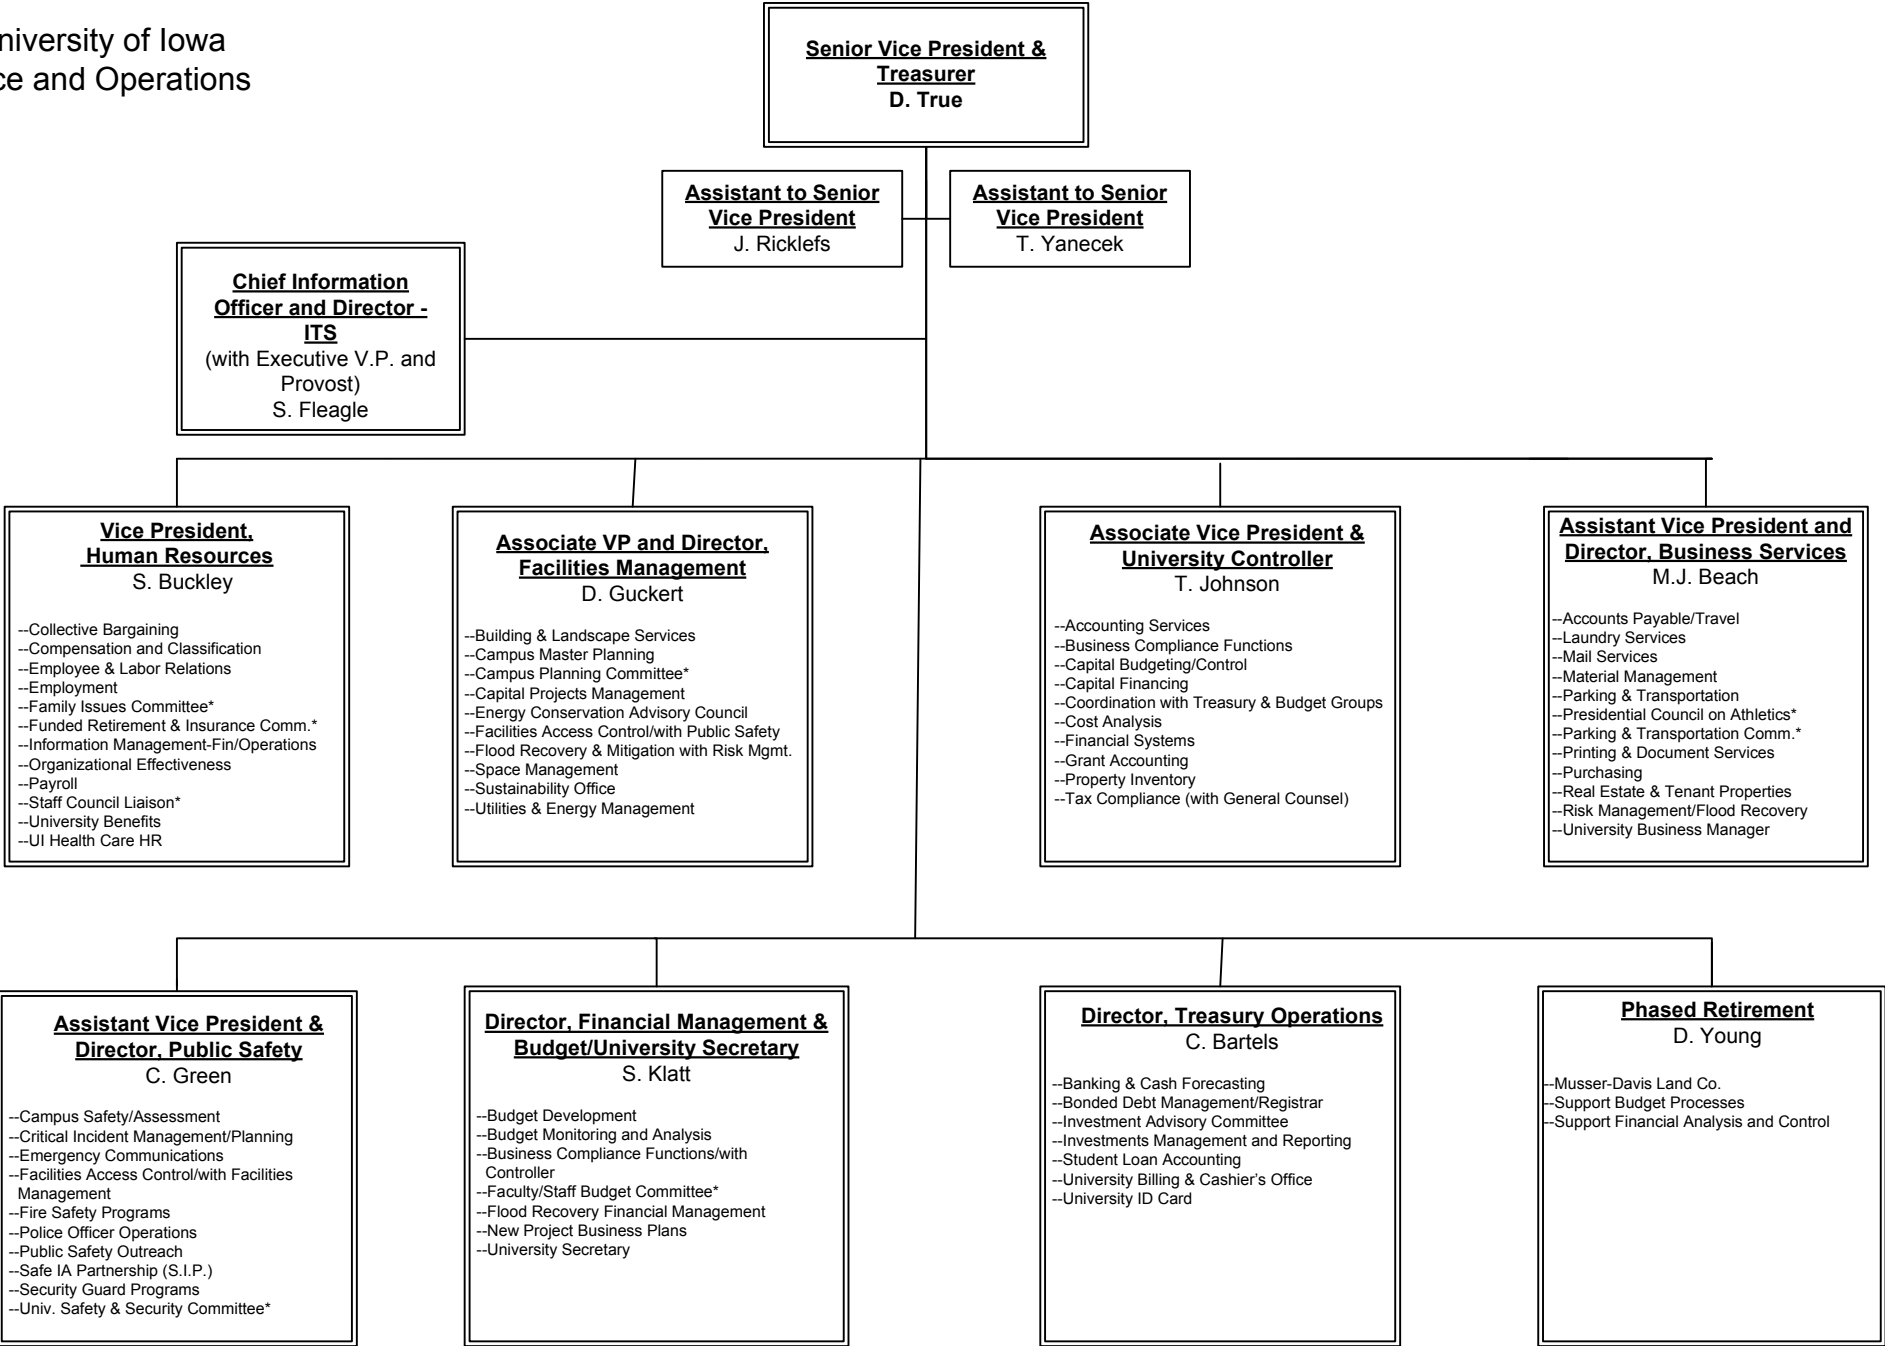 niversity of Iowa
ce and Operations
Senior Vice President &
Treasurer
D. True
Assistant to Senior
Vice President
J. Ricklefs
Assistant to Senior
Vice President
T. Yanecek
Chief Information
Officer and Director -
ITS
(with Executive V.P. and
Provost)
S. Fleagle
Vice President,
Human Resources
S. Buckley
--Collective Bargaining
--Compensation and Classification
--Employee & Labor Relations
--Employment
--Family Issues Committee*
--Funded Retirement & Insurance Comm.*
--Information Management-Fin/Operations
--Organizational Effectiveness
--Payroll
--Staff Council Liaison*
--University Benefits
--UI Health Care HR
Associate VP and Director,
Facilities Management
D. Guckert
--Building & Landscape Services
--Campus Master Planning
--Campus Planning Committee*
--Capital Projects Management
--Energy Conservation Advisory Council
--Facilities Access Control/with Public Safety
--Flood Recovery & Mitigation with Risk Mgmt.
--Space Management
--Sustainability Office
--Utilities & Energy Management
Associate Vice President &
University Controller
T. Johnson
--Accounting Services
--Business Compliance Functions
--Capital Budgeting/Control
--Capital Financing
--Coordination with Treasury & Budget Groups
--Cost Analysis
--Financial Systems
--Grant Accounting
--Property Inventory
--Tax Compliance (with General Counsel)
Assistant Vice President and
Director, Business Services
M.J. Beach
--Accounts Payable/Travel
--Laundry Services
--Mail Services
--Material Management
--Parking & Transportation
--Presidential Council on Athletics*
--Parking & Transportation Comm.*
--Printing & Document Services
--Purchasing
--Real Estate & Tenant Properties
--Risk Management/Flood Recovery
--University Business Manager
Assistant Vice President &
Director, Public Safety
C. Green
--Campus Safety/Assessment
--Critical Incident Management/Planning
--Emergency Communications
--Facilities Access Control/with Facilities
Management
--Fire Safety Programs
--Police Officer Operations
--Public Safety Outreach
--Safe IA Partnership (S.I.P.)
--Security Guard Programs
--Univ. Safety & Security Committee*
Director, Financial Management &
Budget/University Secretary
S. Klatt
--Budget Development
--Budget Monitoring and Analysis
--Business Compliance Functions/with
Controller
--Faculty/Staff Budget Committee*
--Flood Recovery Financial Management
--New Project Business Plans
--University Secretary
Director, Treasury Operations
C. Bartels
--Banking & Cash Forecasting
--Bonded Debt Management/Registrar
--Investment Advisory Committee
--Investments Management and Reporting
--Student Loan Accounting
--University Billing & Cashier's Office
--University ID Card
Phased Retirement
D. Young
--Musser-Davis Land Co.
--Support Budget Processes
--Support Financial Analysis and Control